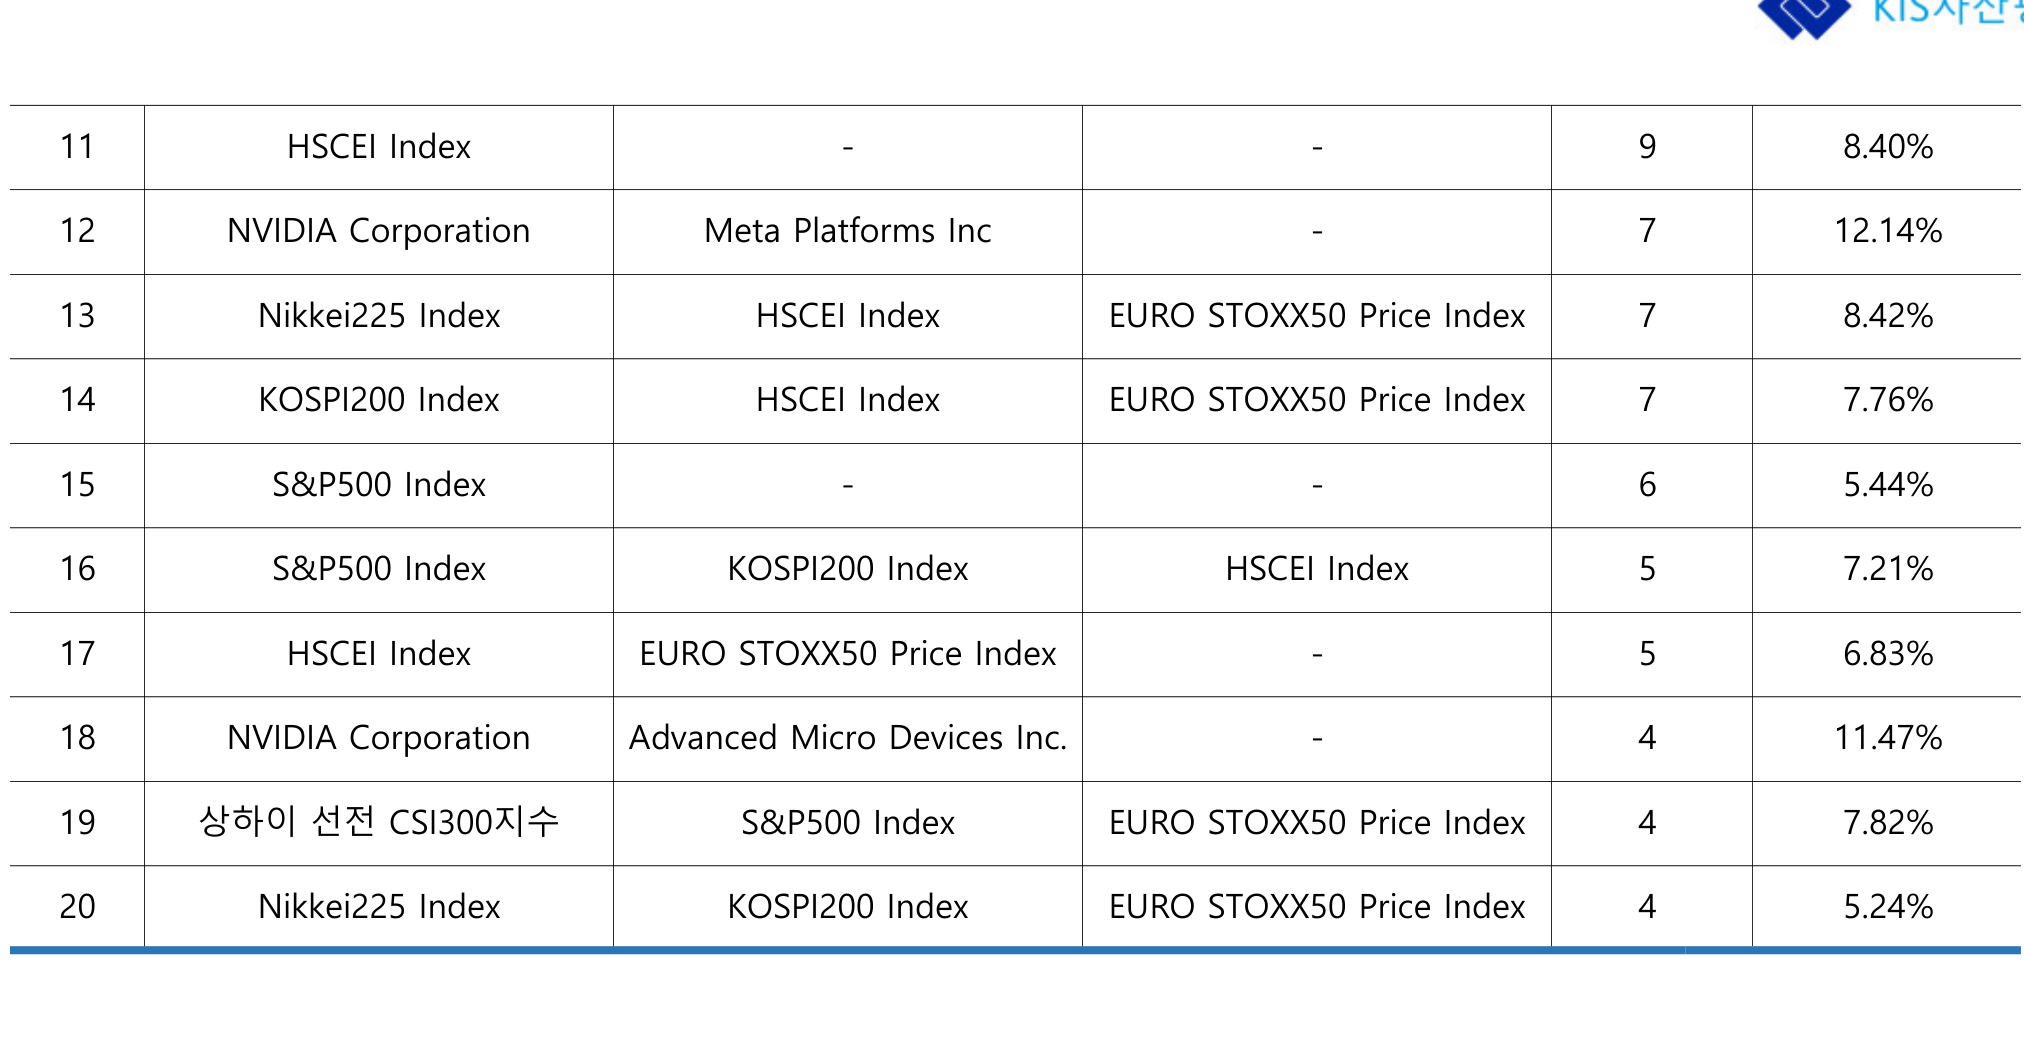 KIS자산
11 HSCEI Index - - 9 8.40%
12 NVIDIA Corporation Meta Platforms Inc - 7 12.14%
13 Nikkei225 Index HSCEI Index EURO STOXX50 Price Index 7 8.42%
14 KOSPI200 Index HSCEI Index EURO STOXX50 Price Index 7 7.76%
15 S&P500 Index - - 6 5.44%
16 S&P500 Index KOSPI200 Index HSCEI Index 5 7.21%
17 HSCEI Index EURO STOXX50 Price Index - 5 6.83%
18 NVIDIA Corporation Advanced Micro Devices Inc. - 4 11.47%
19 상하이 선전 CSI300지수 S&P500 Index EURO STOXX50 Price Index 4 7.82%
20 Nikkei225 Index KOSPI200 Index EURO STOXX50 Price Index 4 5.24%